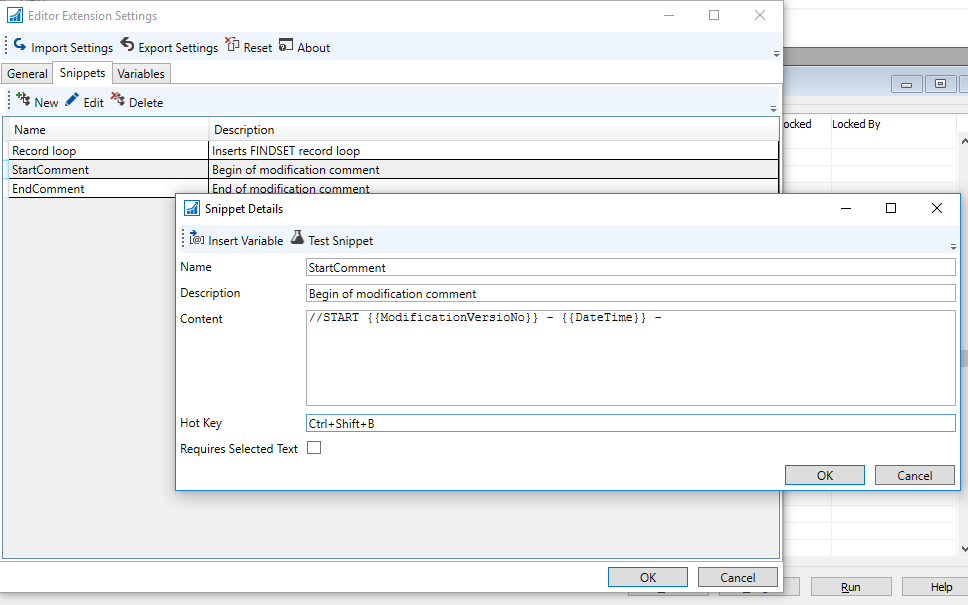 Editor Extension Settings
Import Settings Export Settings Reset About
General Snippets Variables
New Edit Delete
Name Description
Record loop Inserts FINDSET record loop
StartComment Begin of modification comment
EndComment End of modification comment
Locked By
Snippet Details
Insert Variable Test Snippet
Name StartComment
Description Begin of modification comment
Content //START {{ModificationVersioNo}} - {{DateTime}} -
Hot Key Ctrl+Shift+B
Requires Selected Text
OK Cancel
OK Cancel
Run Help